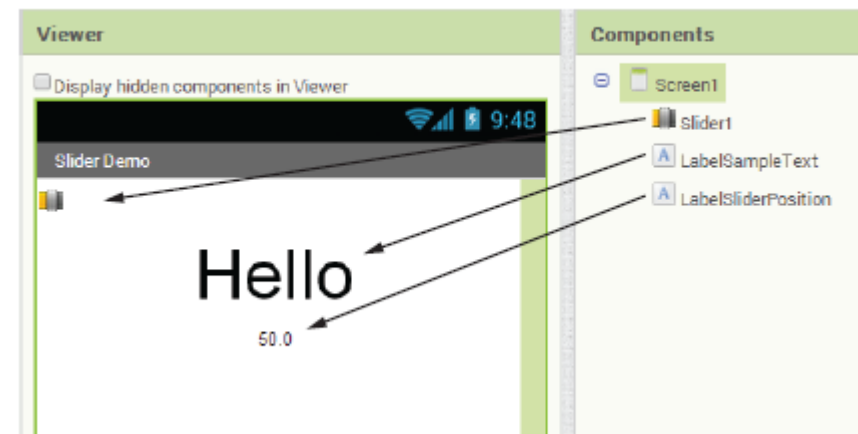 Viewer
Display hidden components in Viewer
9:48
Slider Demo
Hello
50.0
Components
Screen1
Slider1
A LabelSampleText
A LabelSliderPosition